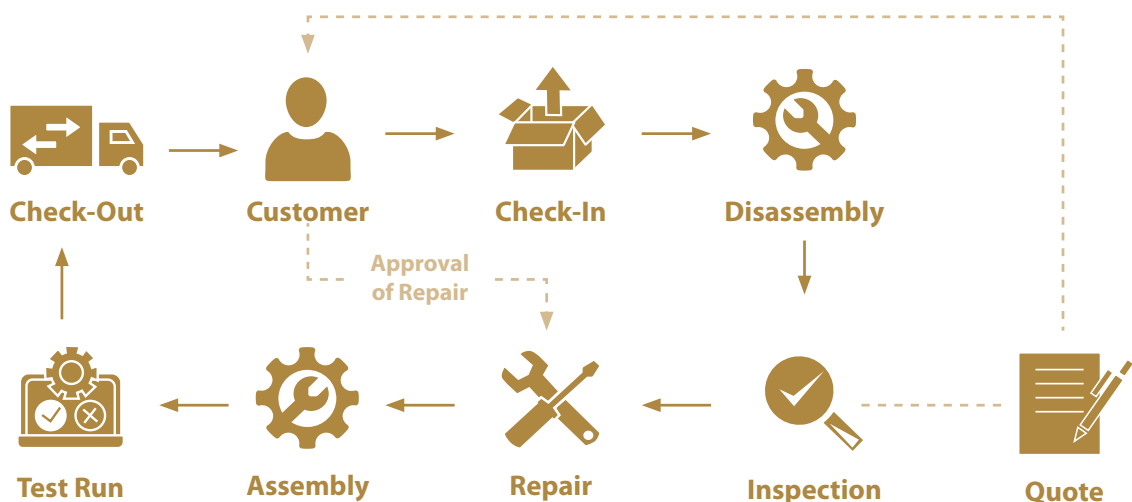 Check-Out
Customer
Check-In
Disassembly
Approval
of Repair
Test Run
Assembly
Repair
Inspection
Quote